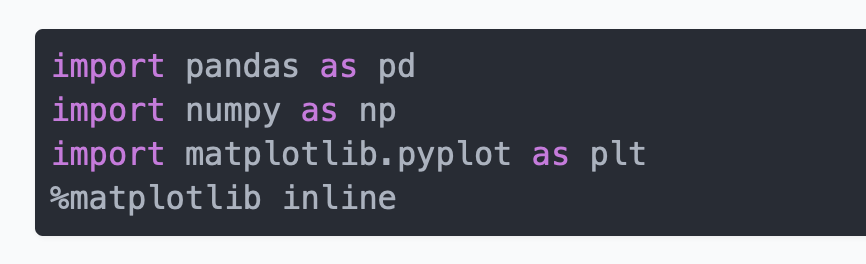 import pandas as pd
import numpy as np
import matplotlib.pyplot as plt
%matplotlib inline